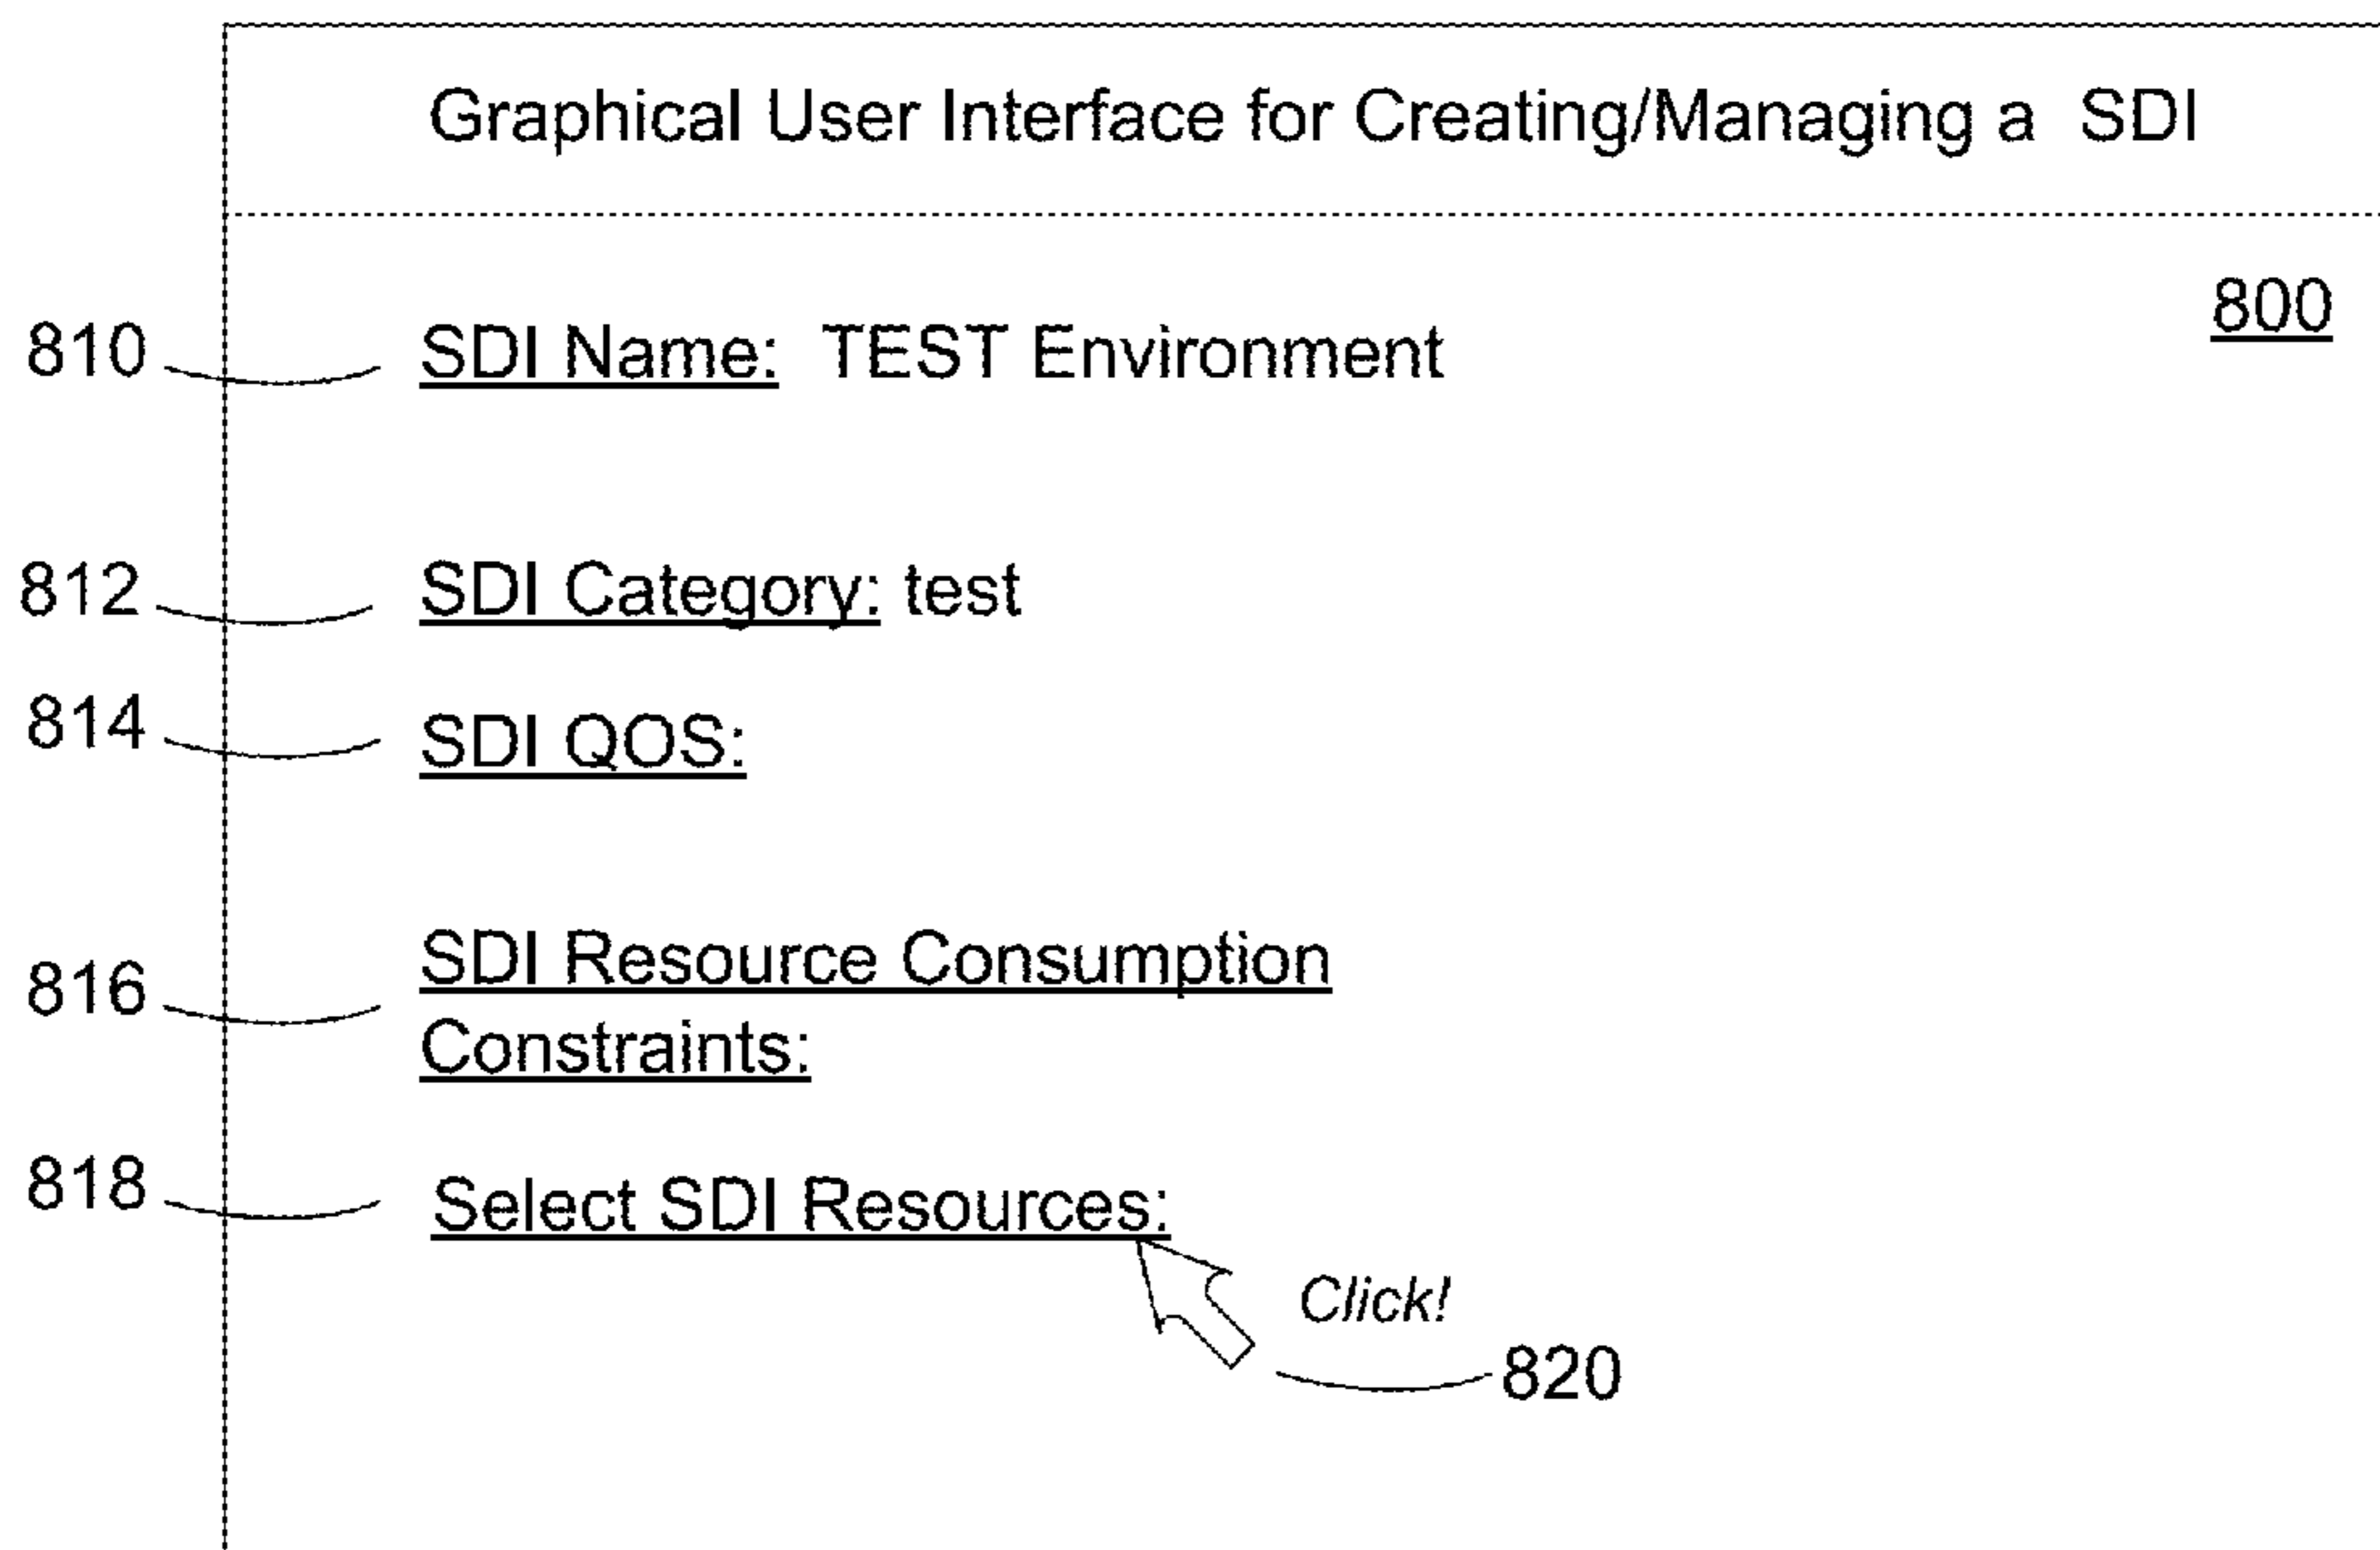 Graphical User Interface for Creating/Managing a SDI
800
810 SDI Name: TEST Environment
812 SDI Category: test
814 SDI QOS:
816 SDI Resource Consumption
Constraints:
818 Select SDI Resources:
Click!
820